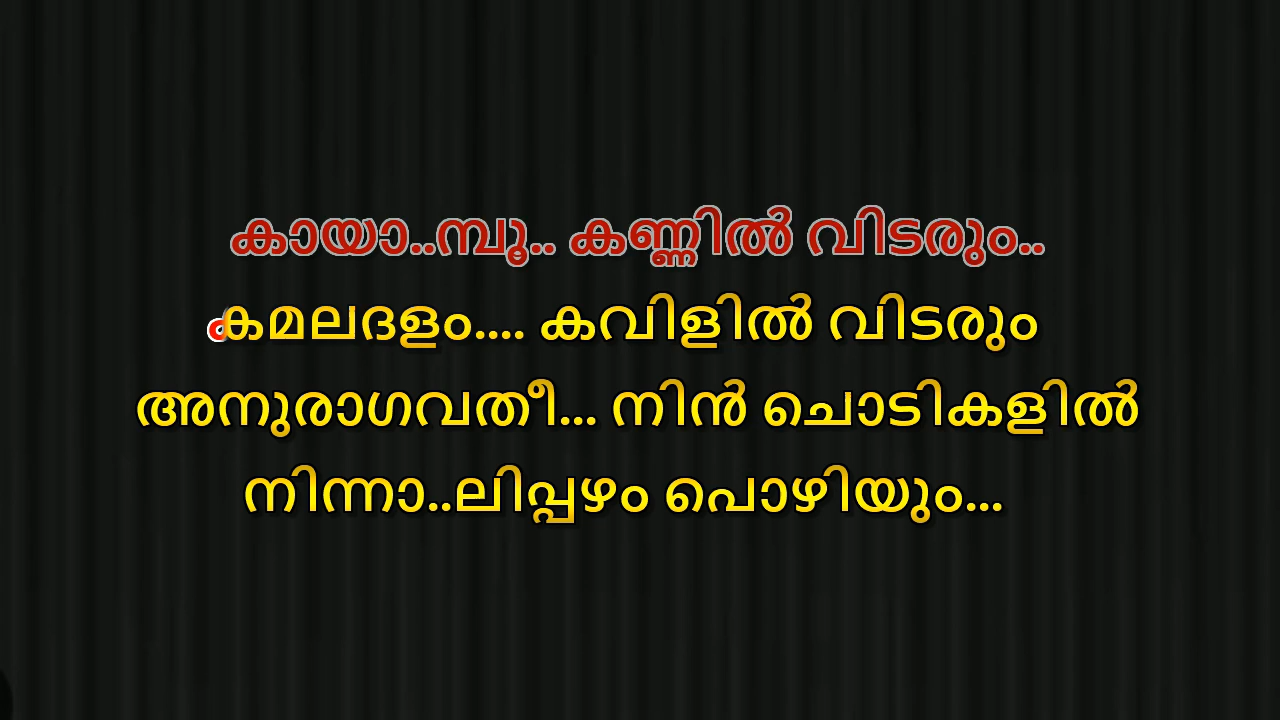 കായാ..മ്പൂ.. കണ്ണിൽ വിടരും..
കമലദളം.... കവിളിൽ വിടരും
അനുരാഗവതീ... നിൻ ചൊടികളിൽ
നിന്നാ..ലിപ്പഴം പൊഴിയും...